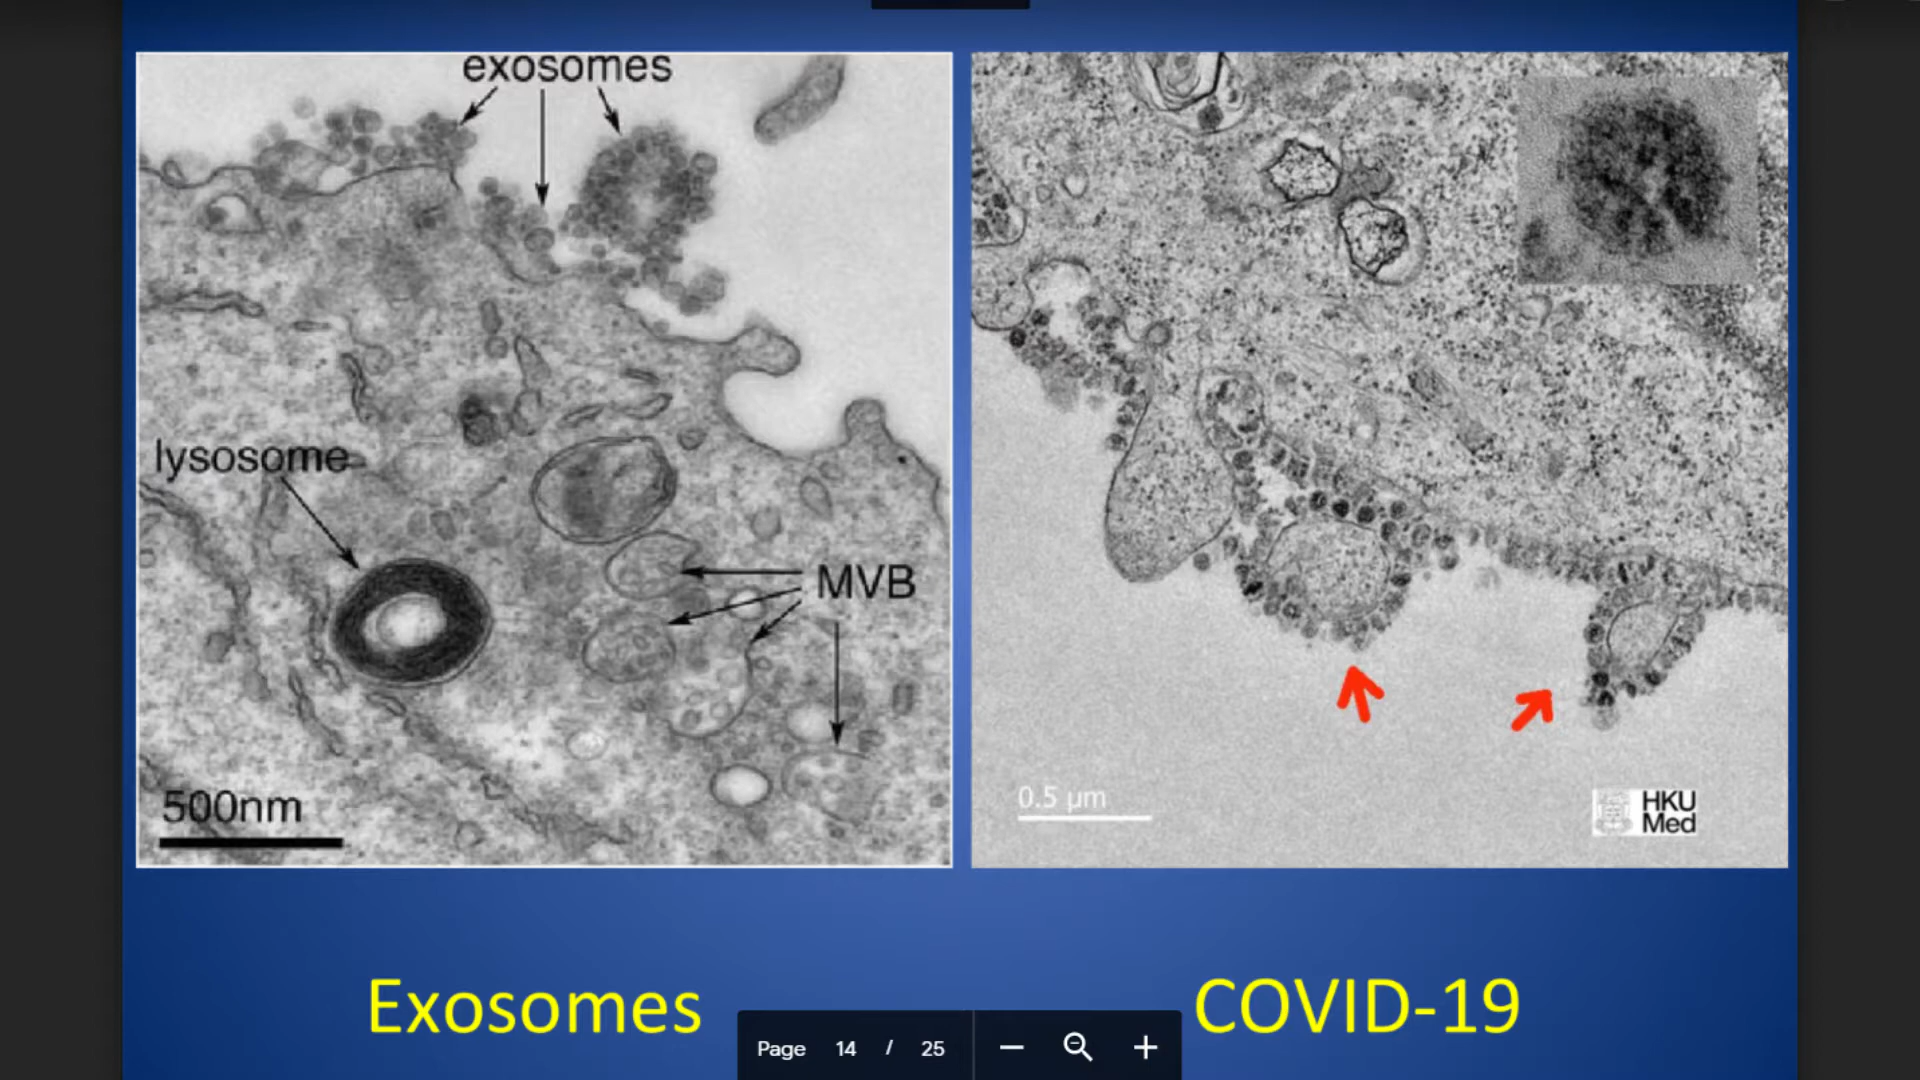 exosomes
lysosome
MVB
500nm
0.5 µm
HKU
Med
Exosomes
COVID-19
Page 14 / 25